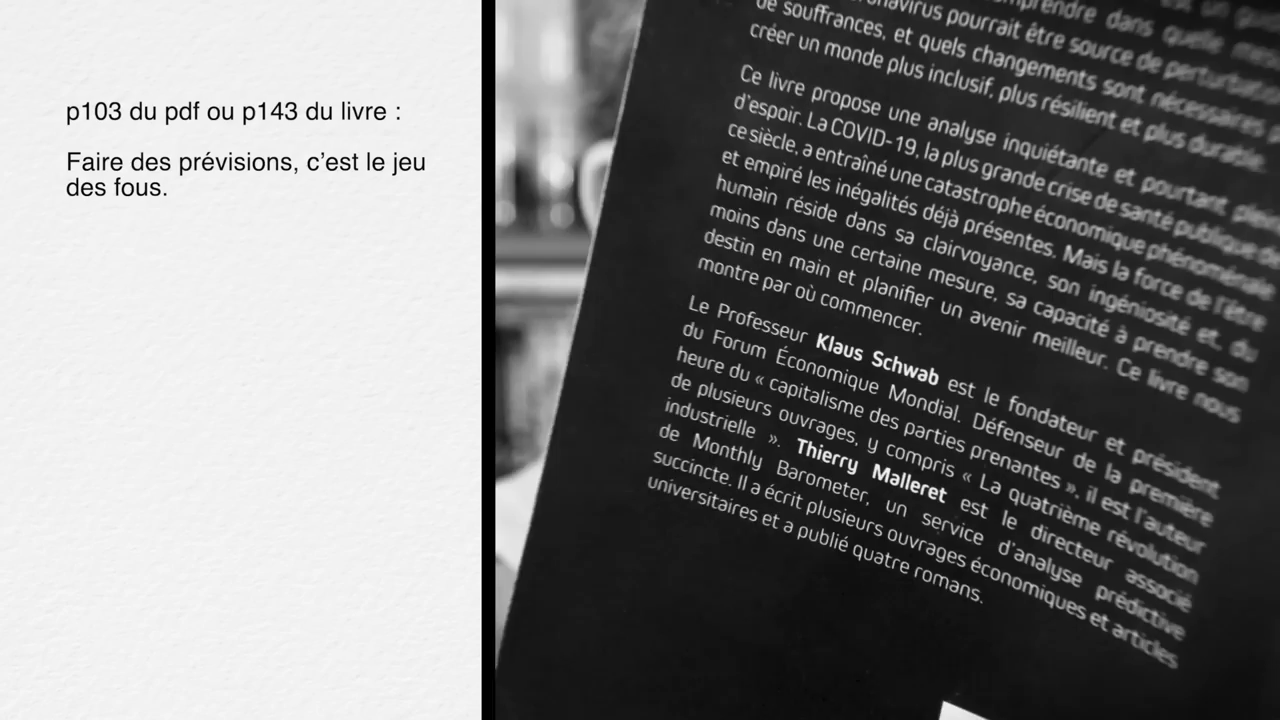 p103 du pdf ou p143 du livre :
Faire des prévisions, c’est le jeu
des fous.
prendre dans quelle
navirus pourrait être source de
de souffrances, et quels changements sont nécessaires
créer un monde plus inclusif, plus résilient et plus durable.
Ce livre propose une analyse inquiétante et pourtant
d’espoir. La COVID-19, la plus grande crise de santé publique de
ce siècle, a entraîné une catastrophe économique phénoménale
et empiré les inégalités déjà présentes. Mais la force de l’être
humain réside dans sa clairvoyance, son ingéniosité et, du
moins dans une certaine mesure, sa capacité à prendre son
destin en main et planifier un avenir meilleur. Ce livre nous
montre par où commencer.
Le Professeur Klaus Schwab est le fondateur et président
du Forum Économique Mondial. Défenseur de la première
heure du « capitalisme des parties prenantes », il est l’auteur
de plusieurs ouvrages, y compris « La quatrième révolution
industrielle ». Thierry Malleret est le directeur associé
de Monthly Barometer, un service d’analyse prédictive
succincte. Il a écrit plusieurs ouvrages économiques et articles
universitaires et a publié quatre romans.